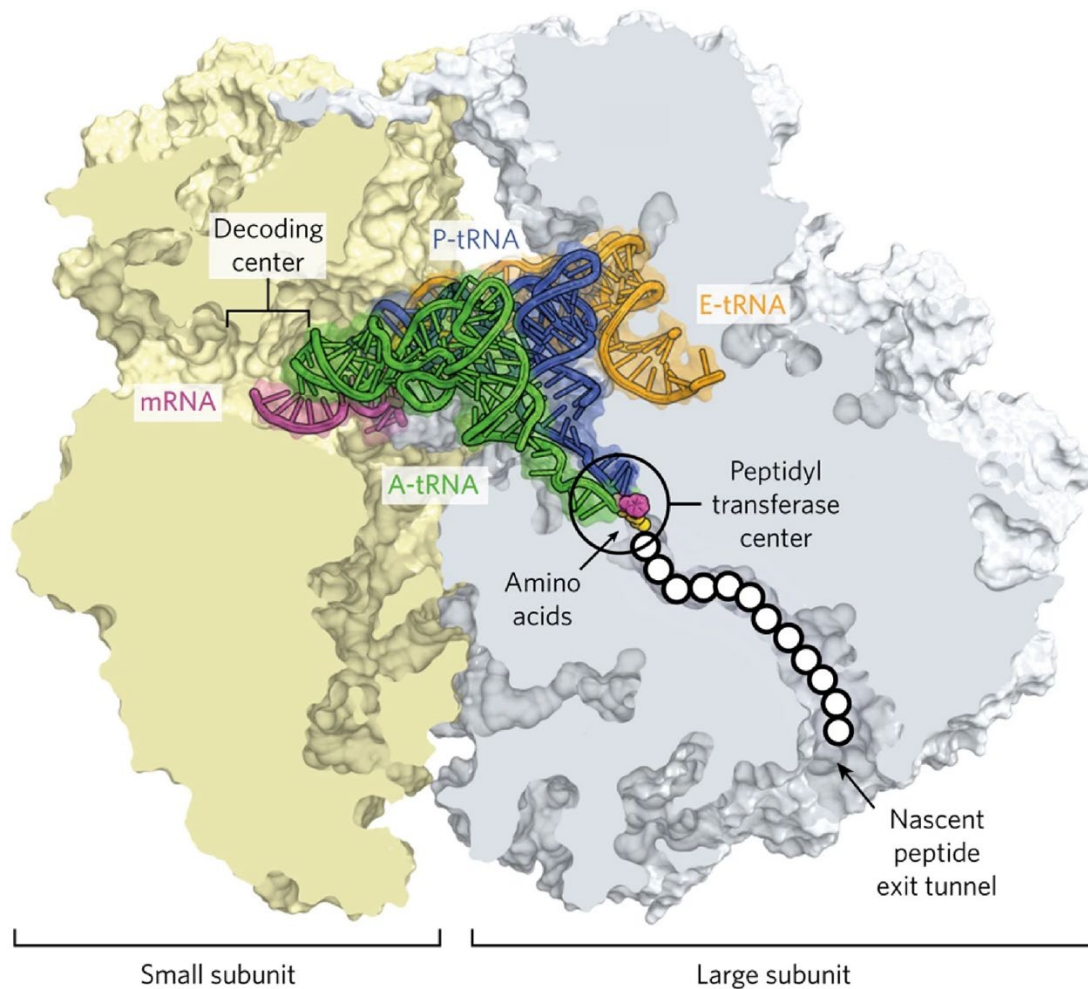 Decoding
center
P-tRNA
E-tRNA
mRNA
A-tRNA
Peptidyl
transferase
center
Amino
acids
Nascent
peptide
exit tunnel
Small subunit
Large subunit